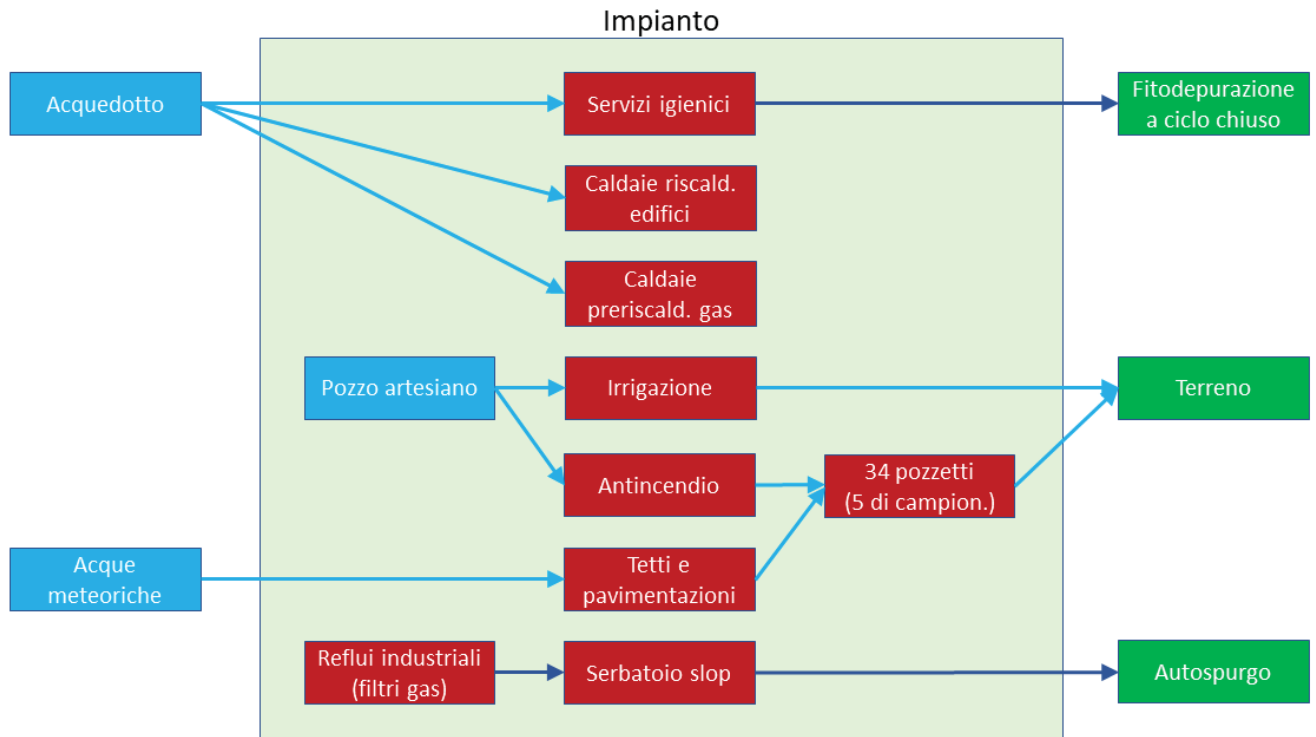 Impianto
Acquedotto
Servizi igienici
Fitodepurazione
a ciclo chiuso
Caldaie riscald.
edifici
Caldaie
preriscald. gas
Pozzo artesiano
Irrigazione
Terreno
Antincendio
34 pozzetti
(5 di campion.)
Acque
meteoriche
Tetti e
pavimentazioni
Reflui industriali
(filtri gas)
Serbatoio slop
Autospurgo